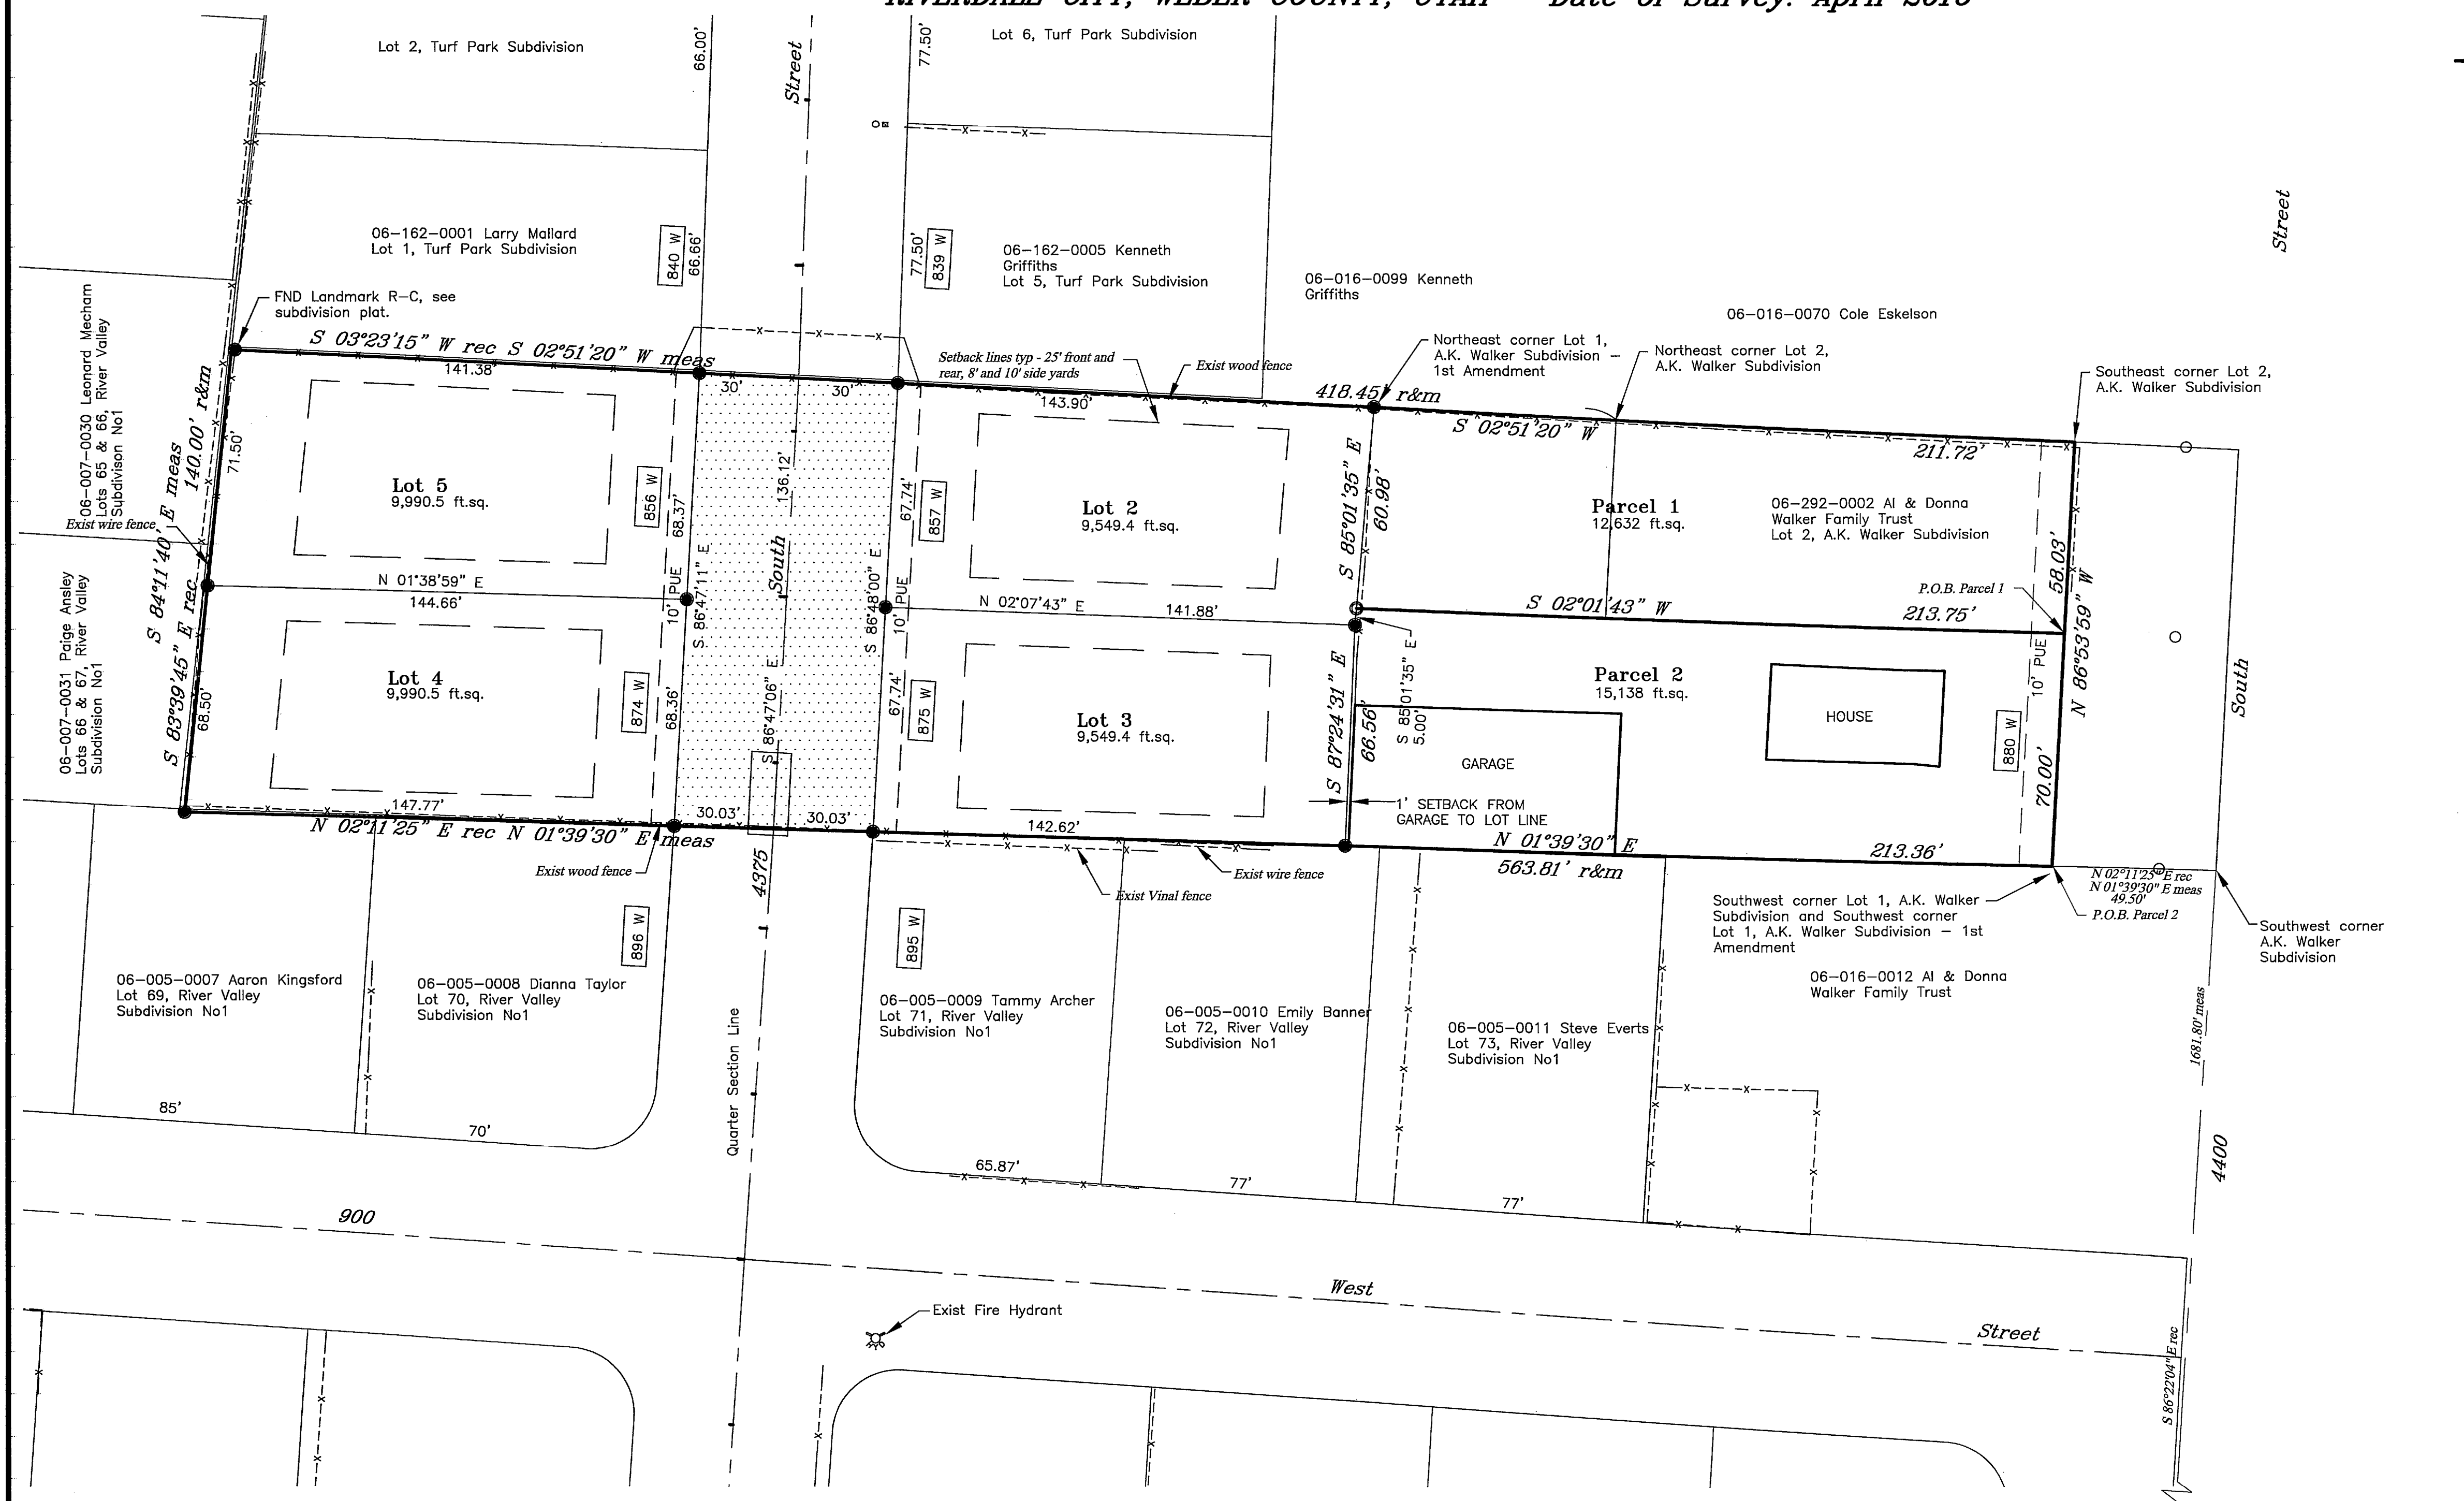 Lot 2, Turf Park Subdivision
66.00'
Street
77.50'
Lot 6, Turf Park Subdivision
Street
06-162-0001 Larry Mallard
Lot 1, Turf Park Subdivision
840 W
66.66'
77.50'
839 W
06-162-0005 Kenneth
Griffiths
Lot 5, Turf Park Subdivision
06-016-0099 Kenneth
Griffiths
06-016-0070 Cole Eskelson
06-007-0030 Leonard Mecham
Lots 65 & 66, River Valley
Subdivison No1
FND Landmark R-C, see
subdivision plat.
S 03°23'15" W rec S 02°51'20" W meas
141.38'
30'
30'
Setback lines typ - 25' front and
rear, 8' and 10' side yards
Exist wood fence
143.90'
418.45' r&m
Northeast corner Lot 1,
A.K. Walker Subdivision -
1st Amendment
Northeast corner Lot 2,
A.K. Walker Subdivision
Southeast corner Lot 2,
A.K. Walker Subdivision
S 02°51'20" W
211.72'
S 84°11'40" E meas
140.00' r&m
71.50'
Exist wire fence
Lot 5
9,990.5 ft.sq.
856 W
68.37'
136.12'
South
67.74'
857 W
Lot 2
9,549.4 ft.sq.
S 85°01'35" E
60.98'
Parcel 1
12,632 ft.sq.
06-292-0002 Al & Donna
Walker Family Trust
Lot 2, A.K. Walker Subdivision
58.03'
P.O.B. Parcel 1
N 01°38'59" E
144.66'
10' PUE
S 86°47'11" E
S 86°48'00" E
10' PUE
N 02°07'43" E
141.88'
S 02°01'43" W
213.75'
N 86°53'59" W
06-007-0031 Paige Ansley
Lots 66 & 67, River Valley
Subdivision No1
S 83°39'45" E rec
68.50'
Lot 4
9,990.5 ft.sq.
874 W
68.36'
S 86°47'06" E
67.74'
875 W
Lot 3
9,549.4 ft.sq.
S 87°24'31" E
66.56'
S 85°01'35" E
5.00'
Parcel 2
15,138 ft.sq.
HOUSE
GARAGE
10' PUE
880 W
70.00'
South
147.77'
30.03'
30.03'
142.62'
1' SETBACK FROM
GARAGE TO LOT LINE
N 02°11'25" E rec N 01°39'30" E meas
N 01°39'30" E
213.36'
563.81' r&m
Exist wood fence
4375
Exist Vinal fence
Exist wire fence
N 02°11'25" E rec
N 01°39'30" E meas
49.50'
P.O.B. Parcel 2
Southwest corner Lot 1, A.K. Walker
Subdivision and Southwest corner
Lot 1, A.K. Walker Subdivision - 1st
Amendment
Southwest corner
A.K. Walker
Subdivision
896 W
895 W
06-005-0007 Aaron Kingsford
Lot 69, River Valley
Subdivision No1
06-005-0008 Dianna Taylor
Lot 70, River Valley
Subdivision No1
06-005-0009 Tammy Archer
Lot 71, River Valley
Subdivision No1
06-005-0010 Emily Banner
Lot 72, River Valley
Subdivision No1
06-005-0011 Steve Everts
Lot 73, River Valley
Subdivision No1
06-016-0012 Al & Donna
Walker Family Trust
Quarter Section Line
1681.80' meas
85'
70'
65.87'
77'
77'
4400
900
West
Street
Exist Fire Hydrant
S 86°22'04" E rec